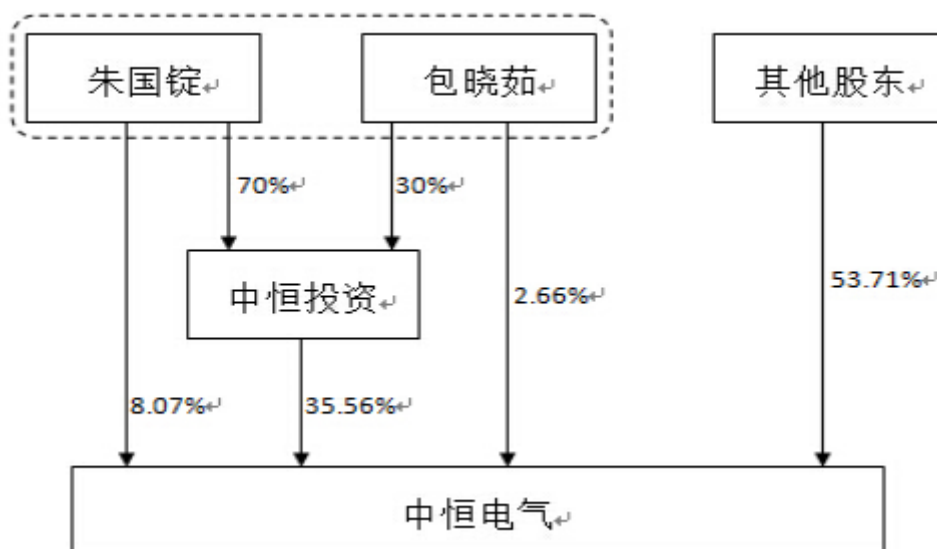 朱国锭
包晓茹
其他股东
70%
30%
中恒投资
2.66%
53.71%
8.07%
35.56%
中恒电气